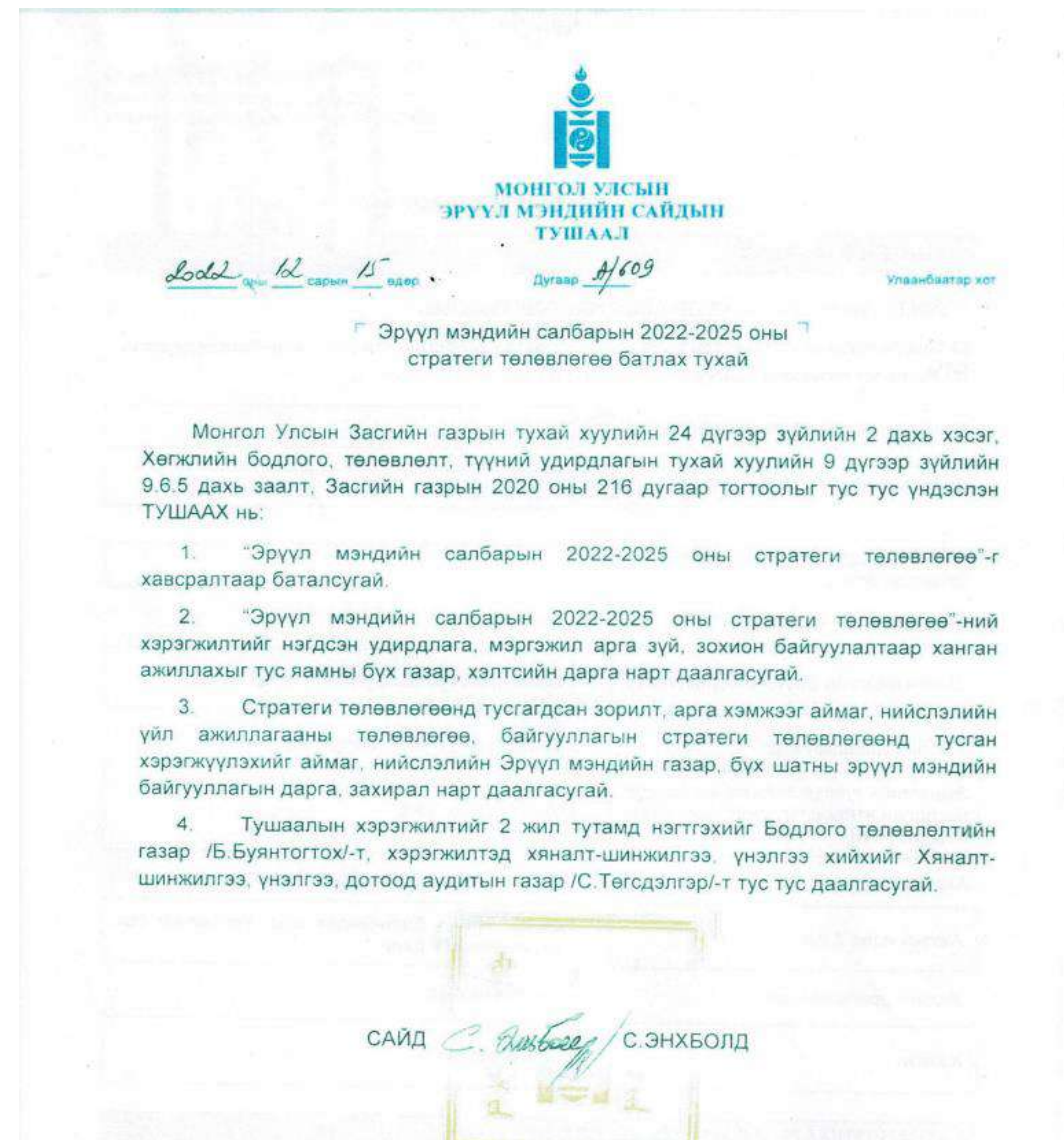 МОНГОЛ УЛСЫН
ЭРҮҮЛ МЭНДИЙН САЙДЫН
ТУШААЛ
2022 оны 12 сарын 15 өдөр Дугаар А/609 Улаанбаатар хот
Эрүүл мэндийн салбарын 2022-2025 оны
стратеги төлөвлөгөө батлах тухай
Монгол Улсын Засгийн газрын тухай хуулийн 24 дүгээр зүйлийн 2 дахь хэсэг,
Хөгжлийн бодлого, төлөвлөлт, түүний удирдлагын тухай хуулийн 9 дүгээр зүйлийн
9.6.5 дахь заалт, Засгийн газрын 2020 оны 216 дугаар тогтоолыг тус тус үндэслэн
ТУШААХ нь:
1. “Эрүүл мэндийн салбарын 2022-2025 оны стратеги төлөвлөгөө”-г
хавсралтаар баталсугай.
2. “Эрүүл мэндийн салбарын 2022-2025 оны стратеги төлөвлөгөө”-ний
хэрэгжилтийг нэгдсэн удирдлага, мэргэжил арга зүй, зохион байгуулалтаар ханган
ажиллахыг тус яамны бүх газар, хэлтсийн дарга нарт даалгасугай.
3. Стратеги төлөвлөгөөнд тусгагдсан зорилт, арга хэмжээг аймаг, нийслэлийн
үйл ажиллагааны төлөвлөгөө, байгууллагын стратеги төлөвлөгөөнд тусган
хэрэгжүүлэхийг аймаг, нийслэлийн Эрүүл мэндийн газар, бүх шатны эрүүл мэндийн
байгууллагын дарга, захирал нарт даалгасугай.
4. Тушаалын хэрэгжилтийг 2 жил тутамд нэгтгэхийг Бодлого төлөвлөлтийн
газар /Б.Буянтогтох/-т, хэрэгжилтэд хяналт-шинжилгээ, үнэлгээ хийхийг Хяналт-
шинжилгээ, үнэлгээ, дотоод аудитын газар /С.Төгсдэлгэр/-т тус тус даалгасугай.
САЙД С.ЭНХБОЛД